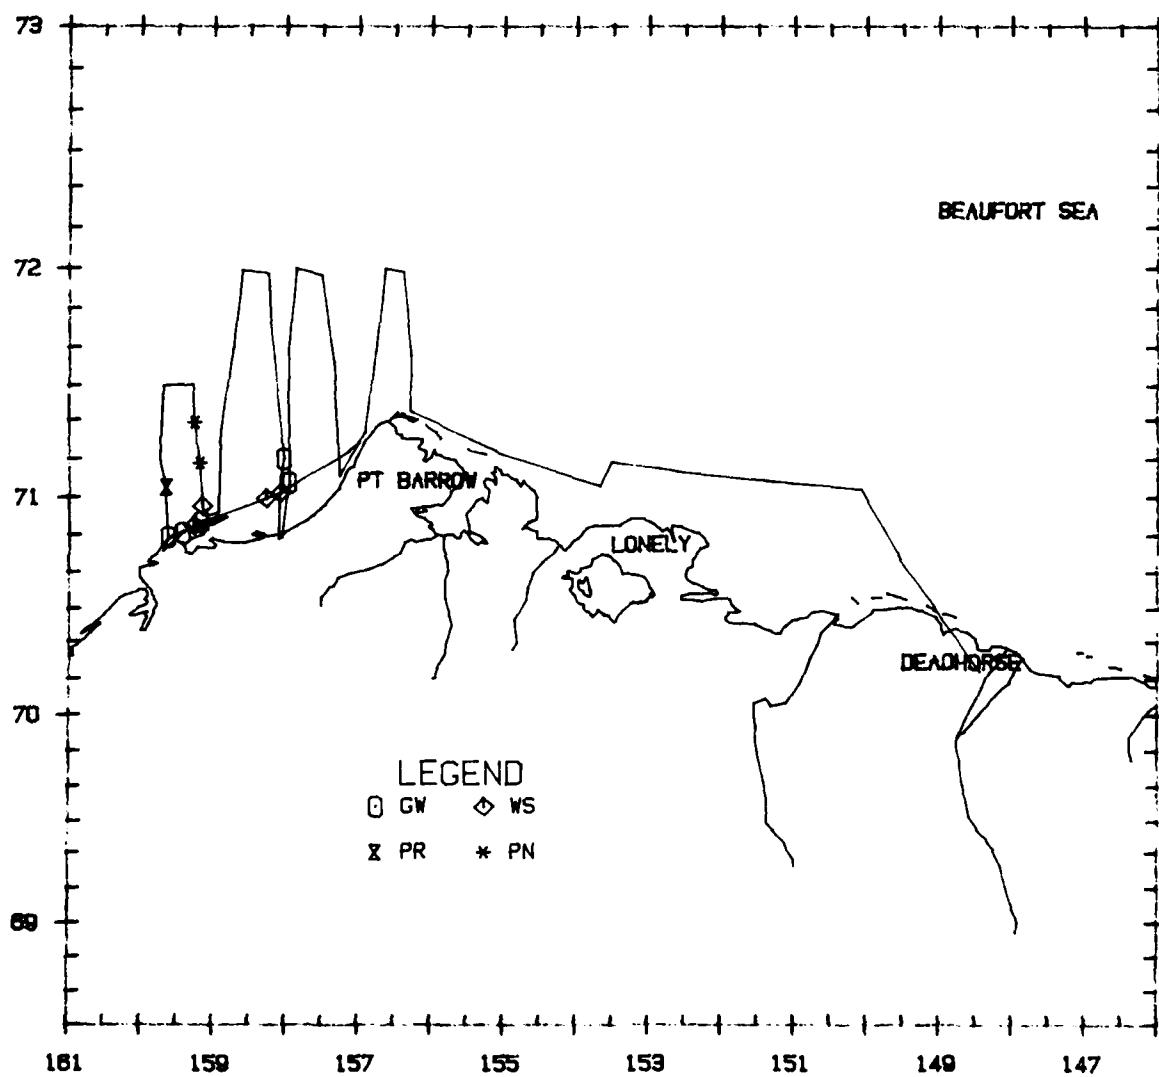 73
BEAUFORT SEA
72
PT BARROW
71
LONELY
DEADHORSE
70
LEGEND
GW WS
PR PN
69
161 159 157 155 153 151 149 147